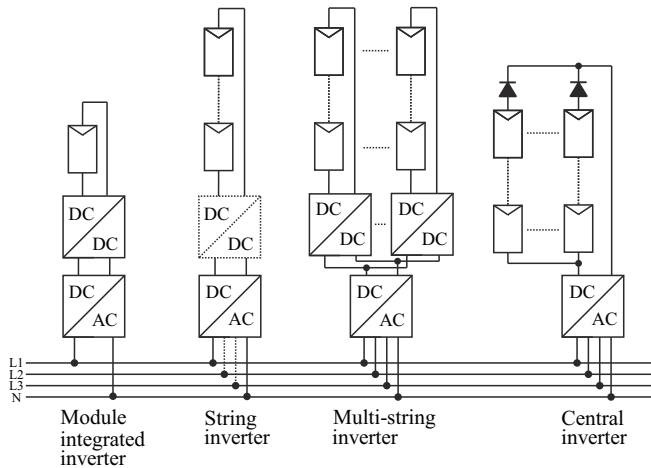 DC
DC
DC
AC
DC
DC
DC
AC
DC
DC
DC
DC
DC
AC
DC
AC
L1
L2
L3
N
Module
integrated
inverter
String
inverter
Multi-string
inverter
Central
inverter